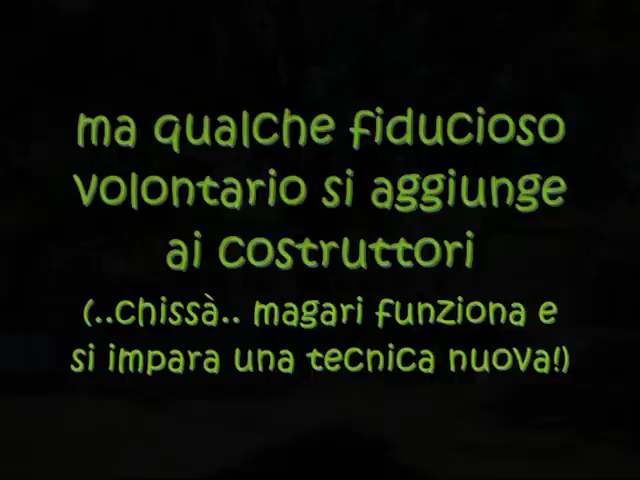 ma qualche fiducioso
volontario si aggiunge
ai costruttori
(..chissà.. magari funziona e
si impara una tecnica nuova!)